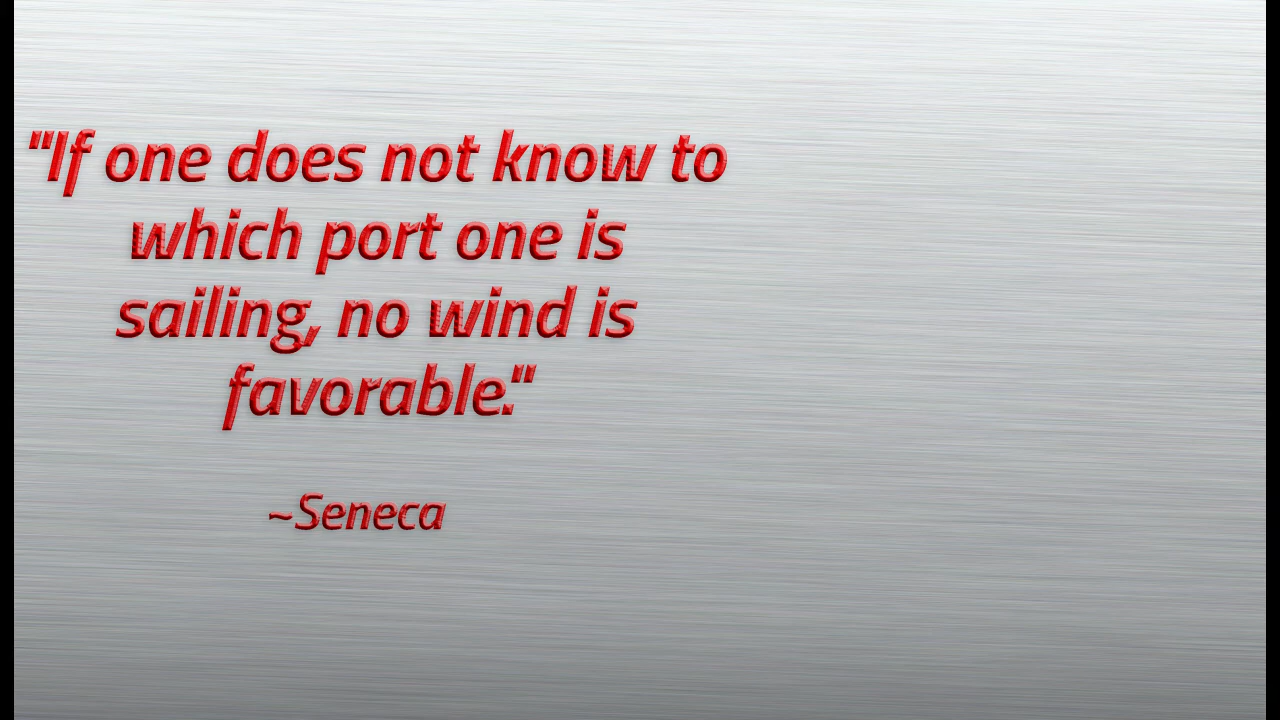 "If one does not know to
which port one is
sailing, no wind is
favorable."
~Seneca